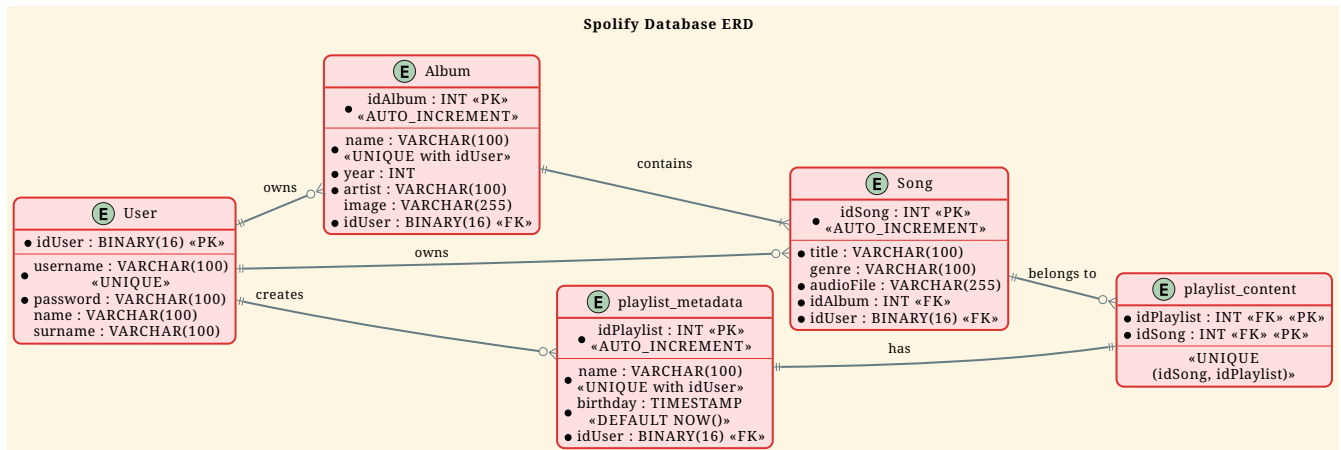 Spolify Database ERD
E Album
idAlbum : INT «PK»
«AUTO_INCREMENT»
name : VARCHAR(100)
«UNIQUE with idUser»
year : INT
artist : VARCHAR(100)
image : VARCHAR(255)
idUser : BINARY(16) «FK»
contains
owns
E User
idUser : BINARY(16) «PK»
username : VARCHAR(100)
«UNIQUE»
password : VARCHAR(100)
name : VARCHAR(100)
surname : VARCHAR(100)
owns
creates
E Song
idSong : INT «PK»
«AUTO_INCREMENT»
title : VARCHAR(100)
genre : VARCHAR(100)
audioFile : VARCHAR(255)
idAlbum : INT «FK»
idUser : BINARY(16) «FK»
belongs to
E playlist_metadata
idPlaylist : INT «PK»
«AUTO_INCREMENT»
name : VARCHAR(100)
«UNIQUE with idUser»
birthday : TIMESTAMP
«DEFAULT NOW()»
idUser : BINARY(16) «FK»
has
E playlist_content
idPlaylist : INT «FK» «PK»
idSong : INT «FK» «PK»
«UNIQUE
(idSong, idPlaylist)»